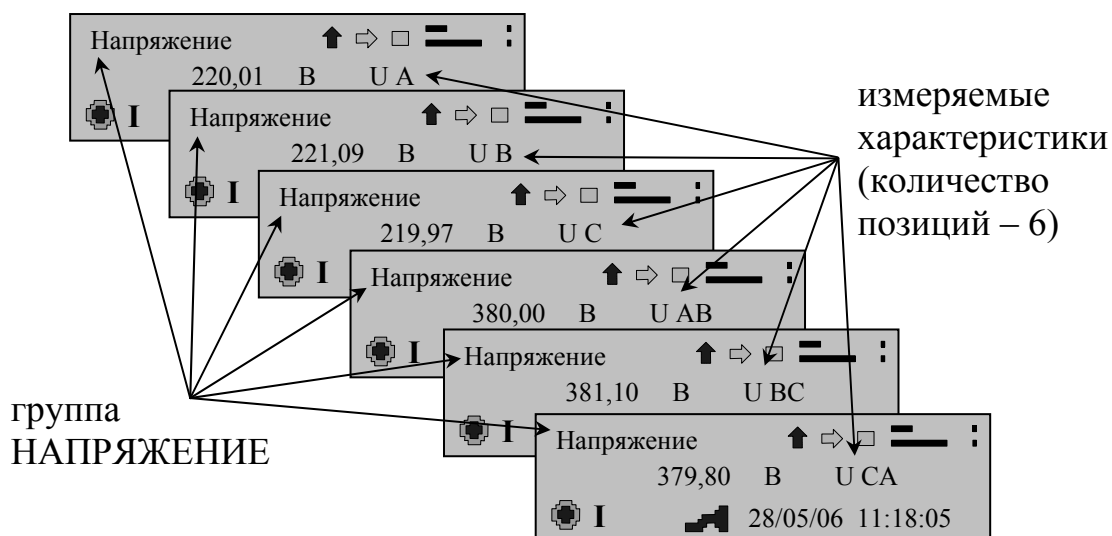 Напряжение
220,01 В U A
I
Напряжение
221,09 В U B
I
Напряжение
219,97 В U C
I
Напряжение
380,00 В U AB
I
Напряжение
381,10 В U BC
I
Напряжение
379,80 В U CA
I 28/05/06 11:18:05
измеряемые
характеристики
(количество
позиций – 6)
группа
НАПРЯЖЕНИЕ